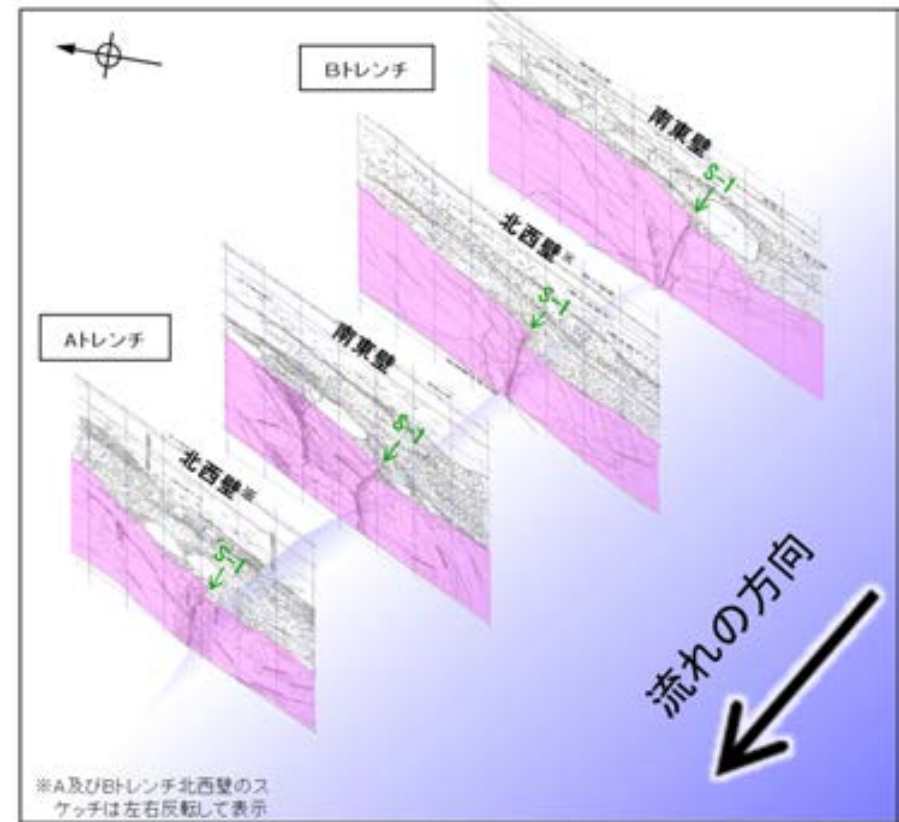 Bトレンチ
南東壁
S-1
北西壁※
S-1
Aトレンチ
南東壁
S-1
北西壁※
S-1
流れの方向
※A及びBトレンチ北西壁のス
ケッチは左右反転して表示